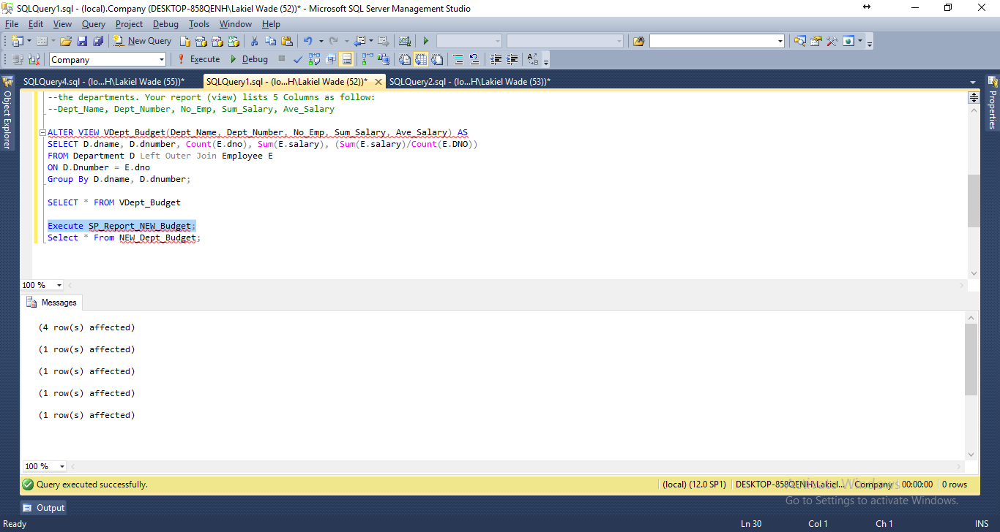 SQLQuery1.sql - (local).Company (DESKTOP-858QENH\Lakiel Wade (52))* - Microsoft SQL Server Management Studio
File Edit View Query Project Debug Tools Window Help
New Query
Company Execute Debug
SQLQuery4.sql - (lo...H\Lakiel Wade (55))* SQLQuery1.sql - (lo...H\Lakiel Wade (52))* SQLQuery2.sql - (lo...H\Lakiel Wade (53))*
Object Explorer
Properties
--the departments. Your report (view) lists 5 Columns as follow:
--Dept_Name, Dept_Number, No_Emp, Sum_Salary, Ave_Salary
ALTER VIEW VDept_Budget(Dept_Name, Dept_Number, No_Emp, Sum_Salary, Ave_Salary) AS
SELECT D.dname, D.dnumber, Count(E.dno), Sum(E.salary), (Sum(E.salary)/Count(E.DNO))
FROM Department D Left Outer Join Employee E
ON D.Dnumber = E.dno
Group By D.dname, D.dnumber;
SELECT * FROM VDept_Budget
Execute SP_Report_NEW_Budget;
Select * From NEW_Dept_Budget;
100 %
Messages
(4 row(s) affected)
(1 row(s) affected)
(1 row(s) affected)
(1 row(s) affected)
(1 row(s) affected)
100 %
Query executed successfully. (local) (12.0 SP1) DESKTOP-858QENH\Lakiel... Company 00:00:00 0 rows
Activate Windows
Go to Settings to activate Windows.
Output
Ready Ln 30 Col 1 Ch 1 INS